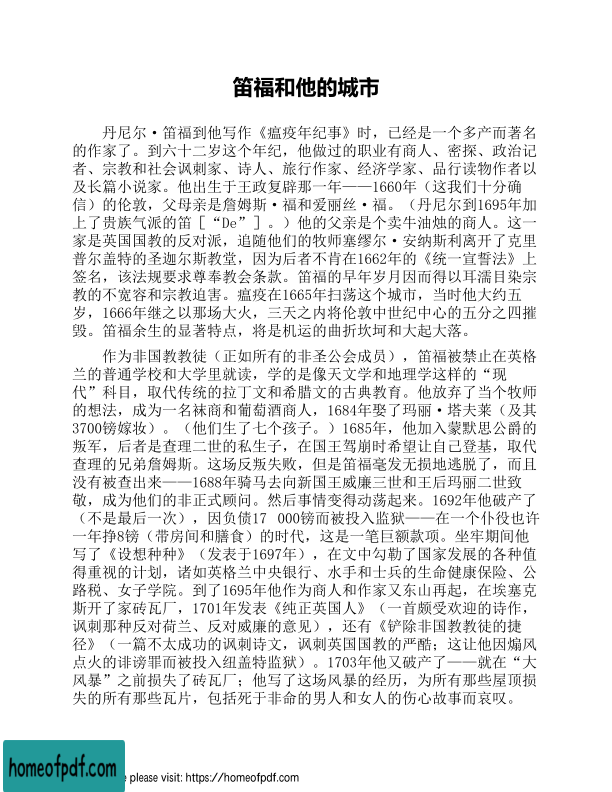 笛福和他的城市
丹尼尔·笛福到他写作《瘟疫年纪事》时，已经是一个多产而著名
的作家了。到六十二岁这个年纪，他做过的职业有商人、密探、政治记
者、宗教和社会讽刺家、诗人、旅行作家、经济学家、品行读物作者以
及长篇小说家。他出生于王政复辟那一年——1660年（这我们十分确
信）的伦敦，父母亲是詹姆斯·福和爱丽丝·福。（丹尼尔到1695年加
上了贵族气派的笛［“De”］。）他的父亲是个卖牛油烛的商人。这一
家是英国国教的反对派，追随他们的牧师塞缪尔·安纳斯利离开了克里
普尔盖特的圣迦尔斯教堂，因为后者不肯在1662年的《统一宣誓法》上
签名，该法规要求尊奉教会条款。笛福的早年岁月因而得以耳濡目染宗
教的不宽容和宗教迫害。瘟疫在1665年扫荡这个城市，当时他大约五
岁，1666年继之以那场大火，三天之内将伦敦中世纪中心的五分之四摧
毁。笛福余生的显著特点，将是机运的曲折坎坷和大起大落。
作为非国教教徒（正如所有的非圣公会成员），笛福被禁止在英格
兰的普通学校和大学里就读，学的是像天文学和地理学这样的“现
代”科目，取代传统的拉丁文和希腊文的古典教育。他放弃了当个牧师
的想法，成为一名袜商和葡萄酒商人，1684年娶了玛丽·塔夫莱（及其
3700镑嫁妆）。（他们生了七个孩子。）1685年，他加入蒙默思公爵的
叛军，后者是查理二世的私生子，在国王驾崩时希望让自己登基，取代
查理的兄弟詹姆斯。这场反叛失败，但是笛福毫发无损地逃脱了，而且
没有被查出来——1688年骑马去向新国王威廉三世和王后玛丽二世致
敬，成为他们的非正式顾问。然后事情变得动荡起来。1692年他破产了
（不是最后一次），因负债17 000镑而被投入监狱——在一个仆役也许
一年挣8镑（带房间和膳食）的时代，这是一笔巨额款项。坐牢期间他
写了《设想种种》（发表于1697年），在文中勾勒了国家发展的各种值
得重视的计划，诸如英格兰中央银行、水手和士兵的生命健康保险、公
路税、女子学院。到了1695年他作为商人和作家又东山再起，在埃塞克
斯开了家砖瓦厂，1701年发表《纯正英国人》（一首颇受欢迎的诗作，
讽刺那种反对荷兰、反对威廉的意见），还有《铲除非国教教徒的捷
径》（一篇不太成功的讽刺诗文，讽刺英国国教的严酷；这让他因煽风
点火的诽谤罪而被投入纽盖特监狱）。1703年他又破产了——就在“大
风暴”之前损失了砖瓦厂；他写了这场风暴的经历，为所有那些屋顶损
失的所有那些瓦片，包括死于非命的男人和女人的伤心故事而哀叹。
homeofpdf.com
please visit: https://homeofpdf.com